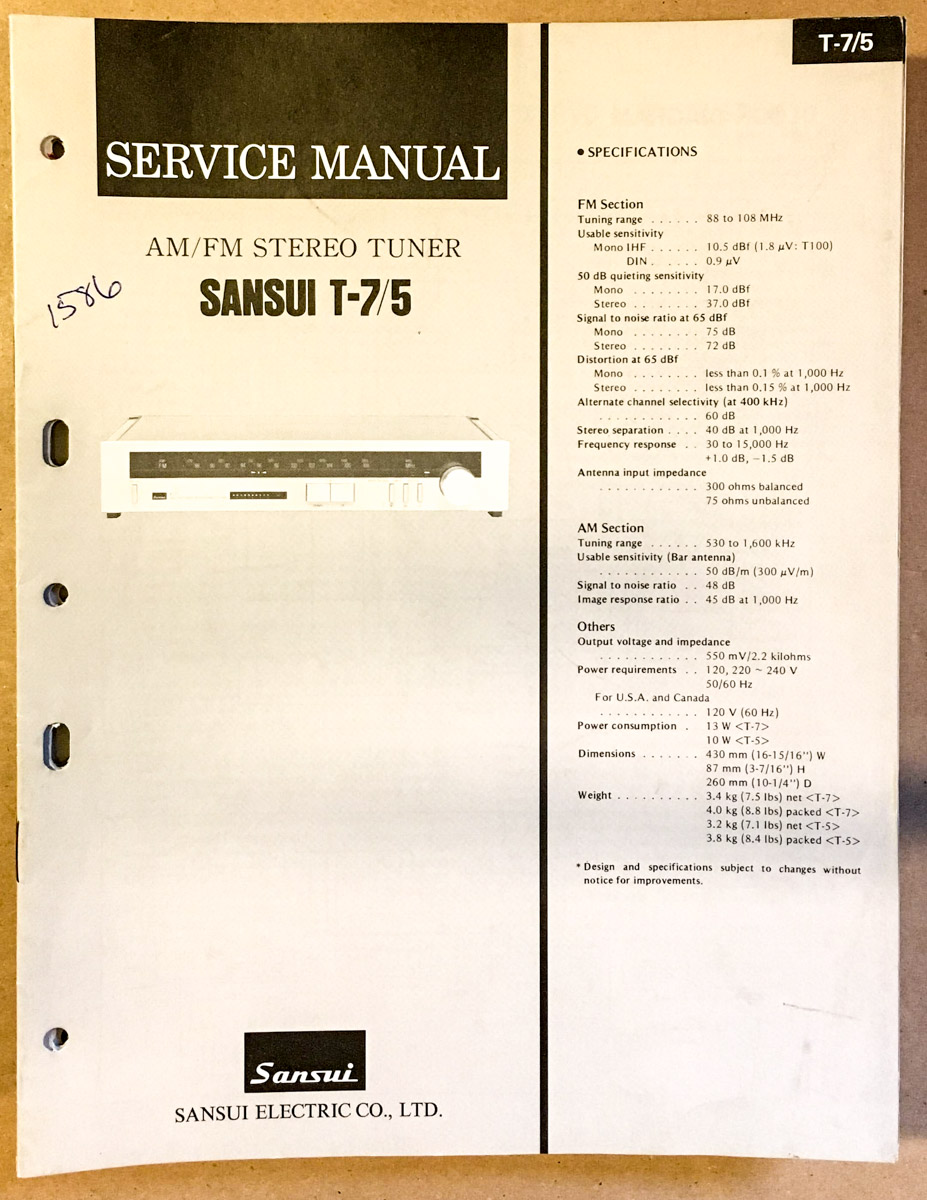 T-7/5
SERVICE MANUAL
AM/FM STEREO TUNER
SANSUI T-7/5
1586
SANSUI ELECTRIC CO., LTD.
Sansui
● SPECIFICATIONS
FM Section
Tuning range . . . . . . 88 to 108 MHz
Usable sensitivity
Mono IHF . . . . . . 10.5 dBf (1.8 μV: T100)
DIN . . . . . 0.9 μV
50 dB quieting sensitivity
Mono . . . . . . . . 17.0 dBf
Stereo . . . . . . . . 37.0 dBf
Signal to noise ratio at 65 dBf
Mono . . . . . . . . 75 dB
Stereo . . . . . . . . 72 dB
Distortion at 65 dBf
Mono . . . . . . . . less than 0.1 % at 1,000 Hz
Stereo . . . . . . . . less than 0.15 % at 1,000 Hz
Alternate channel selectivity (at 400 kHz)
. . . . . . . . . . . . 60 dB
Stereo separation . . . . 40 dB at 1,000 Hz
Frequency response . . 30 to 15,000 Hz
+1.0 dB, −1.5 dB
Antenna input impedance
. . . . . . . . . . . . 300 ohms balanced
75 ohms unbalanced
AM Section
Tuning range . . . . . . 530 to 1,600 kHz
Usable sensitivity (Bar antenna)
. . . . . . . . . . . . 50 dB/m (300 μV/m)
Signal to noise ratio . . 48 dB
Image response ratio . . 45 dB at 1,000 Hz
Others
Output voltage and impedance
. . . . . . . . . . . . 550 mV/2.2 kilohms
Power requirements . . 120, 220 ~ 240 V
50/60 Hz
For U.S.A. and Canada
. . . . . . . . . . . . 120 V (60 Hz)
Power consumption . 13 W <T-7>
10 W <T-5>
Dimensions . . . . . . . 430 mm (16-15/16") W
87 mm (3-7/16") H
260 mm (10-1/4") D
Weight . . . . . . . . . . 3.4 kg (7.5 lbs) net <T-7>
4.0 kg (8.8 lbs) packed <T-7>
3.2 kg (7.1 lbs) net <T-5>
3.8 kg (8.4 lbs) packed <T-5>
* Design and specifications subject to changes without
notice for improvements.